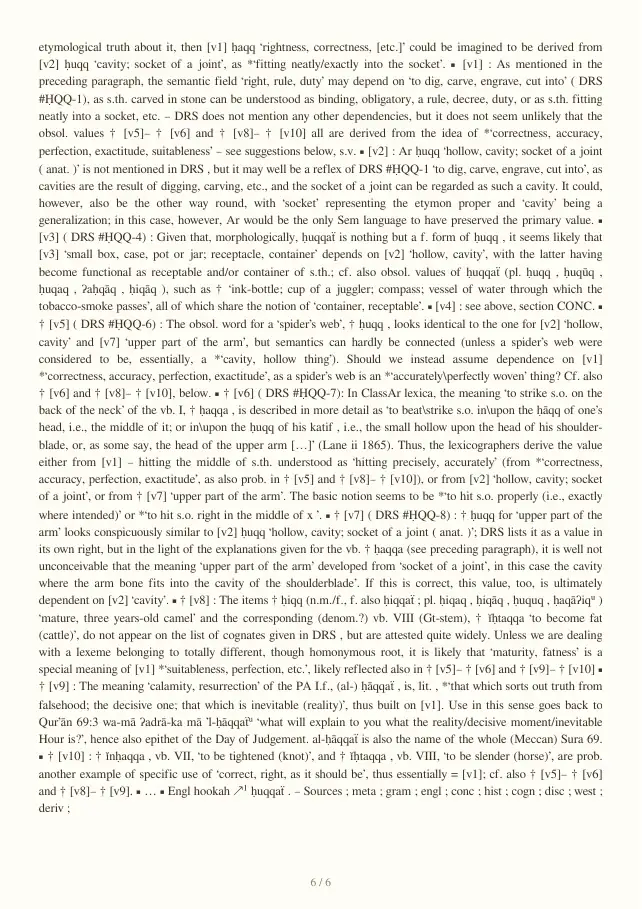 etymological truth about it, then [v1] ḥaqq ‘rightness, correctness, [etc.]’ could be imagined to be derived from
[v2] ḥuqq ‘cavity; socket of a joint’, as *‘fitting neatly/exactly into the socket’. ▪ [v1] : As mentioned in the
preceding paragraph, the semantic field ‘right, rule, duty’ may depend on ‘to dig, carve, engrave, cut into’ ( DRS
#ḤQQ-1), as s.th. carved in stone can be understood as binding, obligatory, a rule, decree, duty, or as s.th. fitting
neatly into a socket, etc. – DRS does not mention any other dependencies, but it does not seem unlikely that the
obsol. values † [v5]– † [v6] and † [v8]– † [v10] all are derived from the idea of *‘correctness, accuracy,
perfection, exactitude, suitableness’ – see suggestions below, s.v. ▪ [v2] : Ar ḥuqq ‘hollow, cavity; socket of a joint
( anat. )’ is not mentioned in DRS , but it may well be a reflex of DRS #ḤQQ-1 ‘to dig, carve, engrave, cut into’, as
cavities are the result of digging, carving, etc., and the socket of a joint can be regarded as such a cavity. It could,
however, also be the other way round, with ‘socket’ representing the etymon proper and ‘cavity’ being a
generalization; in this case, however, Ar would be the only Sem language to have preserved the primary value. ▪
[v3] ( DRS #ḤQQ-4) : Given that, morphologically, ḥuqqaẗ is nothing but a f. form of ḥuqq , it seems likely that
[v3] ‘small box, case, pot or jar; receptacle, container’ depends on [v2] ‘hollow, cavity’, with the latter having
become functional as receptable and/or container of s.th.; cf. also obsol. values of ḥuqqaẗ (pl. ḥuqq , ḥuqūq ,
ḥuqaq , ʔaḥqāq , ḥiqāq ), such as † ‘ink-bottle; cup of a juggler; compass; vessel of water through which the
tobacco-smoke passes’, all of which share the notion of ‘container, receptable’. ▪ [v4] : see above, section CONC. ▪
† [v5] ( DRS #ḤQQ-6) : The obsol. word for a ‘spider’s web’, † ḥuqq , looks identical to the one for [v2] ‘hollow,
cavity’ and [v7] ‘upper part of the arm’, but semantics can hardly be connected (unless a spider’s web were
considered to be, essentially, a *‘cavity, hollow thing’). Should we instead assume dependence on [v1]
*‘correctness, accuracy, perfection, exactitude’, as a spider’s web is an *‘accurately\perfectly woven’ thing? Cf. also
† [v6] and † [v8]– † [v10], below. ▪ † [v6] ( DRS #ḤQQ-7): In ClassAr lexica, the meaning ‘to strike s.o. on the
back of the neck’ of the vb. I, † ḥaqqa , is described in more detail as ‘to beat\strike s.o. in\upon the ḥāqq of one’s
head, i.e., the middle of it; or in\upon the ḥuqq of his katif , i.e., the small hollow upon the head of his shoulder-
blade, or, as some say, the head of the upper arm […]’ (Lane ii 1865). Thus, the lexicographers derive the value
either from [v1] – hitting the middle of s.th. understood as ‘hitting precisely, accurately’ (from *‘correctness,
accuracy, perfection, exactitude’, as also prob. in † [v5] and † [v8]– † [v10]), or from [v2] ‘hollow, cavity; socket
of a joint’, or from † [v7] ‘upper part of the arm’. The basic notion seems to be *‘to hit s.o. properly (i.e., exactly
where intended)’ or *‘to hit s.o. right in the middle of x ’. ▪ † [v7] ( DRS #ḤQQ-8) : † ḥuqq for ‘upper part of the
arm’ looks conspicuously similar to [v2] ḥuqq ‘hollow, cavity; socket of a joint ( anat. )’; DRS lists it as a value in
its own right, but in the light of the explanations given for the vb. † ḥaqqa (see preceding paragraph), it is well not
unconceivable that the meaning ‘upper part of the arm’ developed from ‘socket of a joint’, in this case the cavity
where the arm bone fits into the cavity of the shoulderblade’. If this is correct, this value, too, is ultimately
dependent on [v2] ‘cavity’. ▪ † [v8] : The items † ḥiqq (n.m./f., f. also ḥiqqaẗ ; pl. ḥiqaq , ḥiqāq , ḥuquq , ḥaqāʔiqᵘ )
‘mature, three years-old camel’ and the corresponding (denom.?) vb. VIII (Gt-stem), † ĭḥtaqqa ‘to become fat
(cattle)’, do not appear on the list of cognates given in DRS , but are attested quite widely. Unless we are dealing
with a lexeme belonging to totally different, though homonymous root, it is likely that ‘maturity, fatness’ is a
special meaning of [v1] *‘suitableness, perfection, etc.’, likely reflected also in † [v5]– † [v6] and † [v9]– † [v10] ▪
† [v9] : The meaning ‘calamity, resurrection’ of the PA I.f., (al-) ḥāqqaẗ , is, lit. , *‘that which sorts out truth from
falsehood; the decisive one; that which is inevitable (reality)’, thus built on [v1]. Use in this sense goes back to
Qurʾān 69:3 wa-mā ʔadrā-ka mā ’l-ḥāqqaẗᵘ ‘what will explain to you what the reality/decisive moment/inevitable
Hour is?’, hence also epithet of the Day of Judgement. al-ḥāqqaẗ is also the name of the whole (Meccan) Sura 69.
▪ † [v10] : † ĭnḥaqqa , vb. VII, ‘to be tightened (knot)’, and † ĭḥtaqqa , vb. VIII, ‘to be slender (horse)’, are prob.
another example of specific use of ‘correct, right, as it should be’, thus essentially = [v1]; cf. also † [v5]– † [v6]
and † [v8]– † [v9]. ▪ … ▪ Engl hookah ↗¹ ḥuqqaẗ . – Sources ; meta ; gram ; engl ; conc ; hist ; cogn ; disc ; west ;
deriv ;
6 / 6